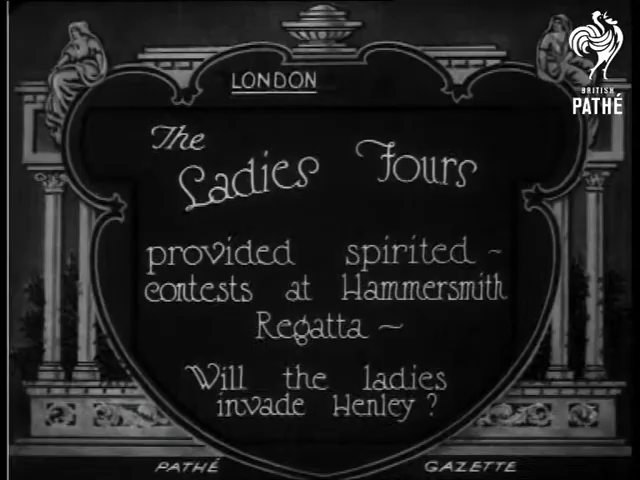 LONDON
BRITISH
PATHÉ
The
Ladies Fours
provided spirited ~
contests at Hammersmith
Regatta ~
Will the ladies
invade Henley ?
PATHÉ GAZETTE